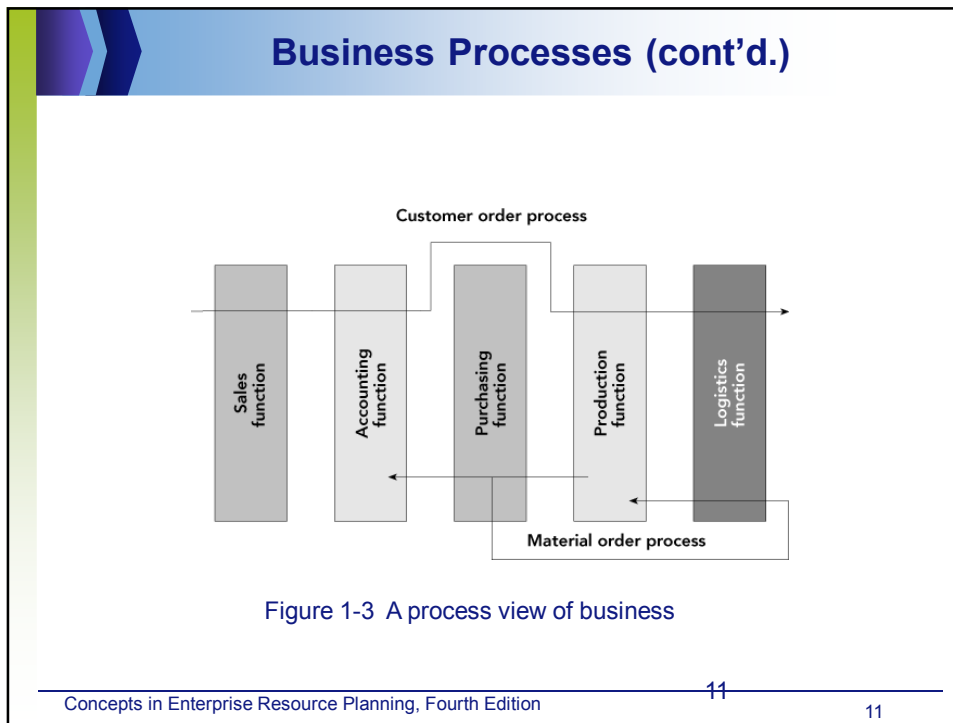 Business Processes (cont’d.)
Customer order process
Sales
function
Accounting
function
Purchasing
function
Production
function
Logistics
function
Material order process
Figure 1-3  A process view of business
Concepts in Enterprise Resource Planning, Fourth Edition
11
11